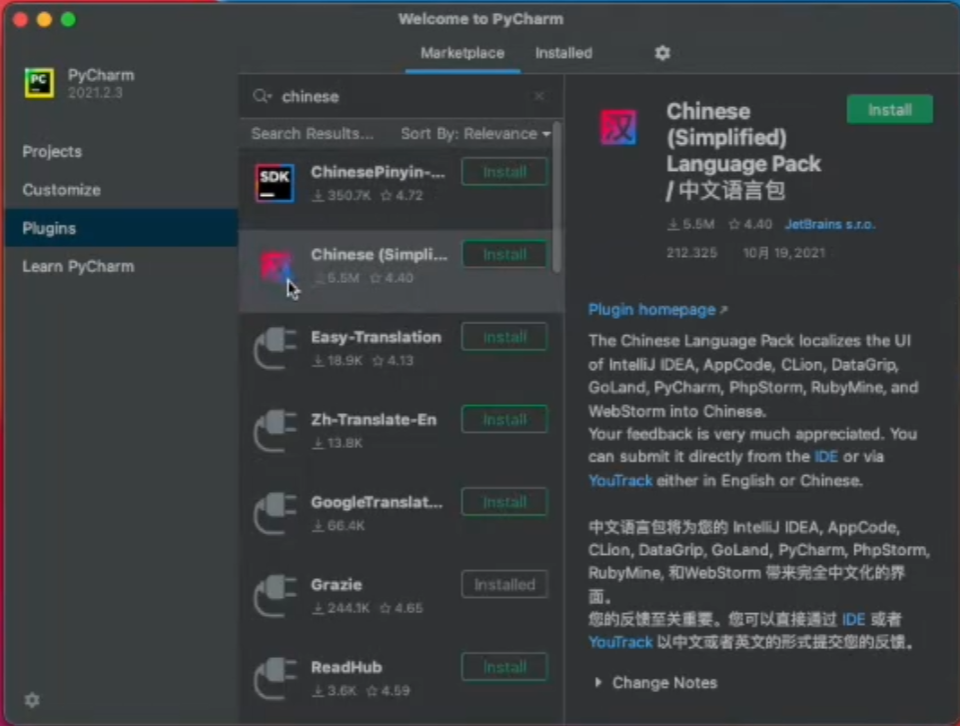 Welcome to PyCharm
Marketplace Installed
PC PyCharm
2021.2.3
Projects
Customize
Plugins
Learn PyCharm
chinese
Search Results... Sort By: Relevance
SDK ChinesePinyin-... Install
350.7K 4.72
Chinese (Simpli... Install
5.5M 4.40
Easy-Translation Install
18.9K 4.13
Zh-Translate-En Install
13.8K
GoogleTranslat... Install
66.4K
Grazie Installed
244.1K 4.65
ReadHub Install
3.6K 4.59
汉
Chinese
(Simplified)
Language Pack
/ 中文语言包
Install
5.5M 4.40 JetBrains s.r.o.
212.325 10月 19, 2021
Plugin homepage
The Chinese Language Pack localizes the UI
of IntelliJ IDEA, AppCode, CLion, DataGrip,
GoLand, PyCharm, PhpStorm, RubyMine, and
WebStorm into Chinese.
Your feedback is very much appreciated. You
can submit it directly from the IDE or via
YouTrack either in English or Chinese.
中文语言包将为您的 IntelliJ IDEA, AppCode,
CLion, DataGrip, GoLand, PyCharm, PhpStorm,
RubyMine, 和WebStorm 带来完全中文化的界
面。
您的反馈至关重要。您可以直接通过 IDE 或者
YouTrack 以中文或者英文的形式提交您的反馈。
Change Notes